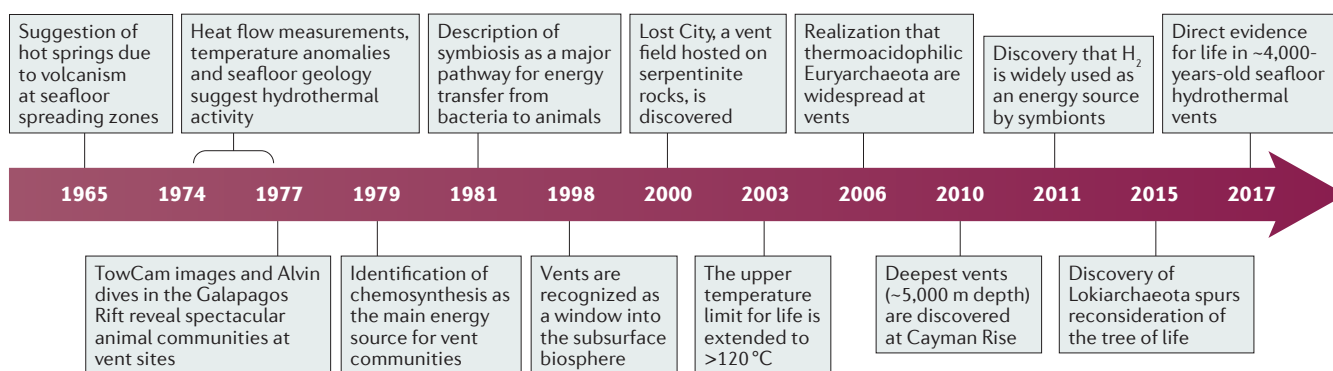 Suggestion of
hot springs due
to volcanism
at seafloor
spreading zones
Heat flow measurements,
temperature anomalies
and seafloor geology
suggest hydrothermal
activity
Description of
symbiosis as a major
pathway for energy
transfer from
bacteria to animals
Lost City, a vent
field hosted on
serpentinite
rocks, is
discovered
Realization that
thermoacidophilic
Euryarchaeota are
widespread at
vents
Discovery that H₂
is widely used as
an energy source
by symbionts
Direct evidence
for life in ~4,000-
years-old seafloor
hydrothermal
vents
1965 1974 1977 1979 1981 1998 2000 2003 2006 2010 2011 2015 2017
TowCam images and Alvin
dives in the Galapagos
Rift reveal spectacular
animal communities at
vent sites
Identification of
chemosynthesis as
the main energy
source for vent
communities
Vents are
recognized as
a window into
the subsurface
biosphere
The upper
temperature
limit for life is
extended to
>120 °C
Deepest vents
(~5,000 m depth)
are discovered
at Cayman Rise
Discovery of
Lokiarchaeota spurs
reconsideration of
the tree of life